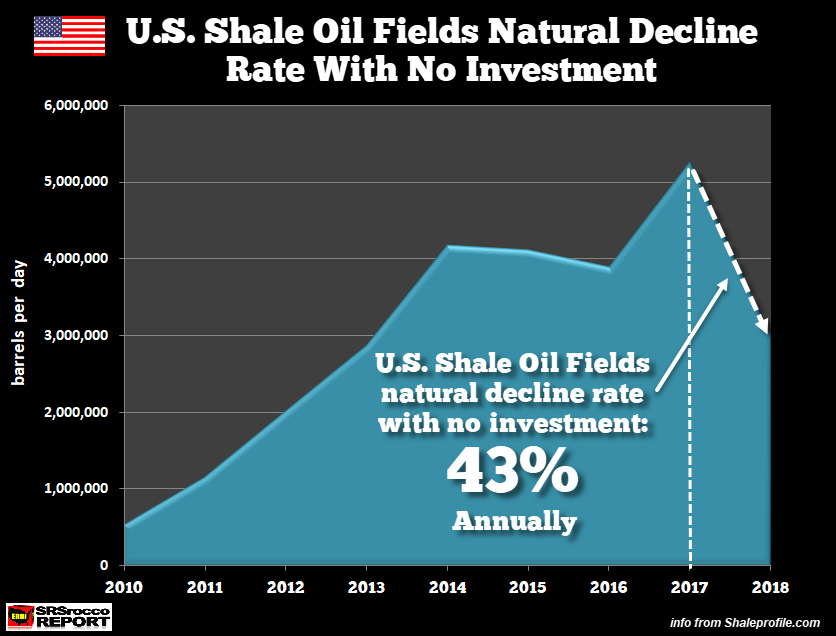 U.S. Shale Oil Fields Natural Decline
Rate With No Investment
6,000,000
5,000,000
4,000,000
3,000,000
2,000,000
1,000,000
0
barrels per day
U.S. Shale Oil Fields
natural decline rate
with no investment:
43%
Annually
2010 2011 2012 2013 2014 2015 2016 2017 2018
EROI
SRSrocco
REPORT
info from Shaleprofile.com